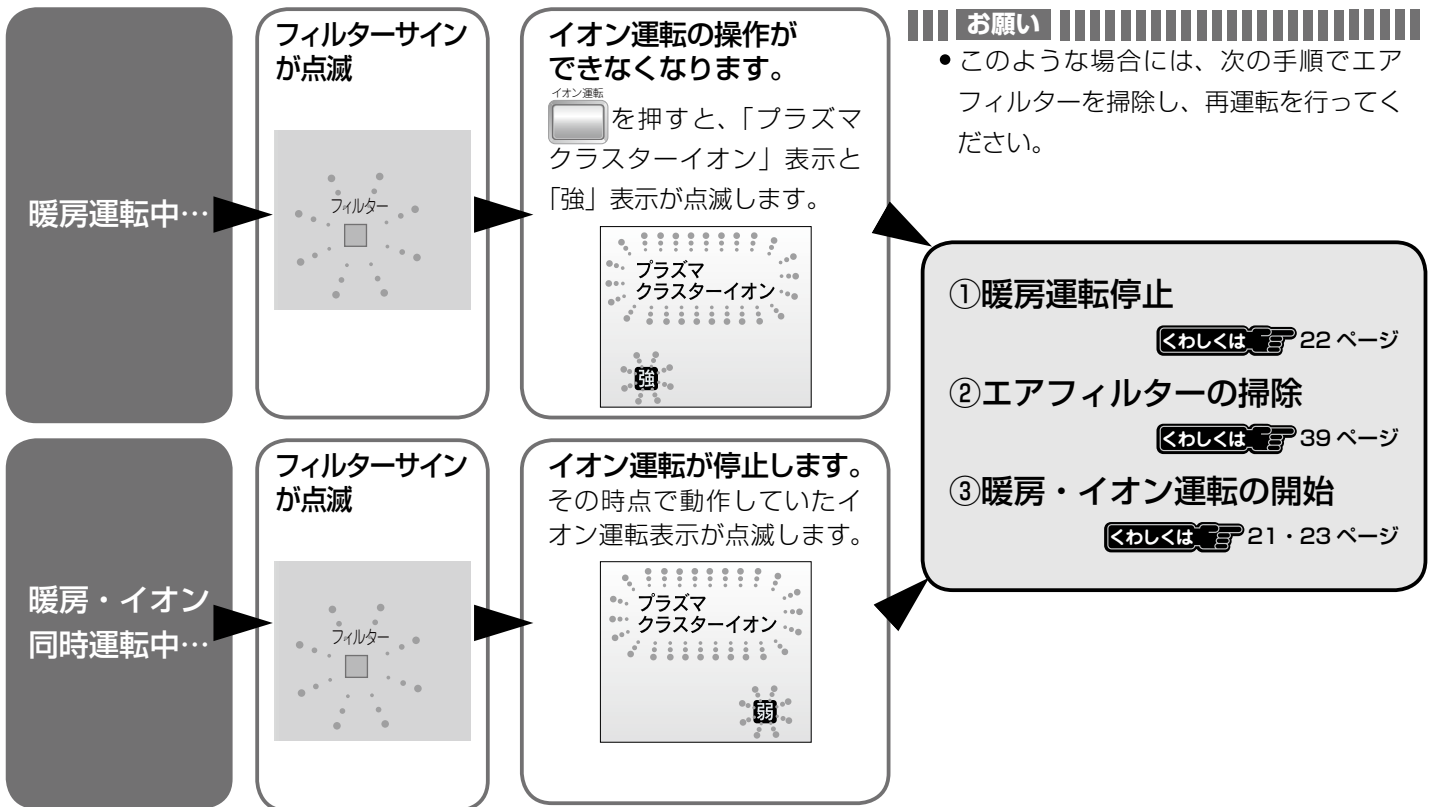 暖房運転中…
フィルターサイン
が点滅
フィルター
イオン運転の操作が
できなくなります。
イオン運転
を押すと、「プラズマ
クラスターイオン」表示と
「強」表示が点滅します。
プラズマ
クラスターイオン
強
暖房・イオン
同時運転中…
フィルターサイン
が点滅
フィルター
イオン運転が停止します。
その時点で動作していたイ
オン運転表示が点滅します。
プラズマ
クラスターイオン
弱
お願い
•このような場合には、次の手順でエア
フィルターを掃除し、再運転を行ってく
ださい。
①暖房運転停止
くわしくは 22 ページ
②エアフィルターの掃除
くわしくは 39 ページ
③暖房・イオン運転の開始
くわしくは 21・23 ページ